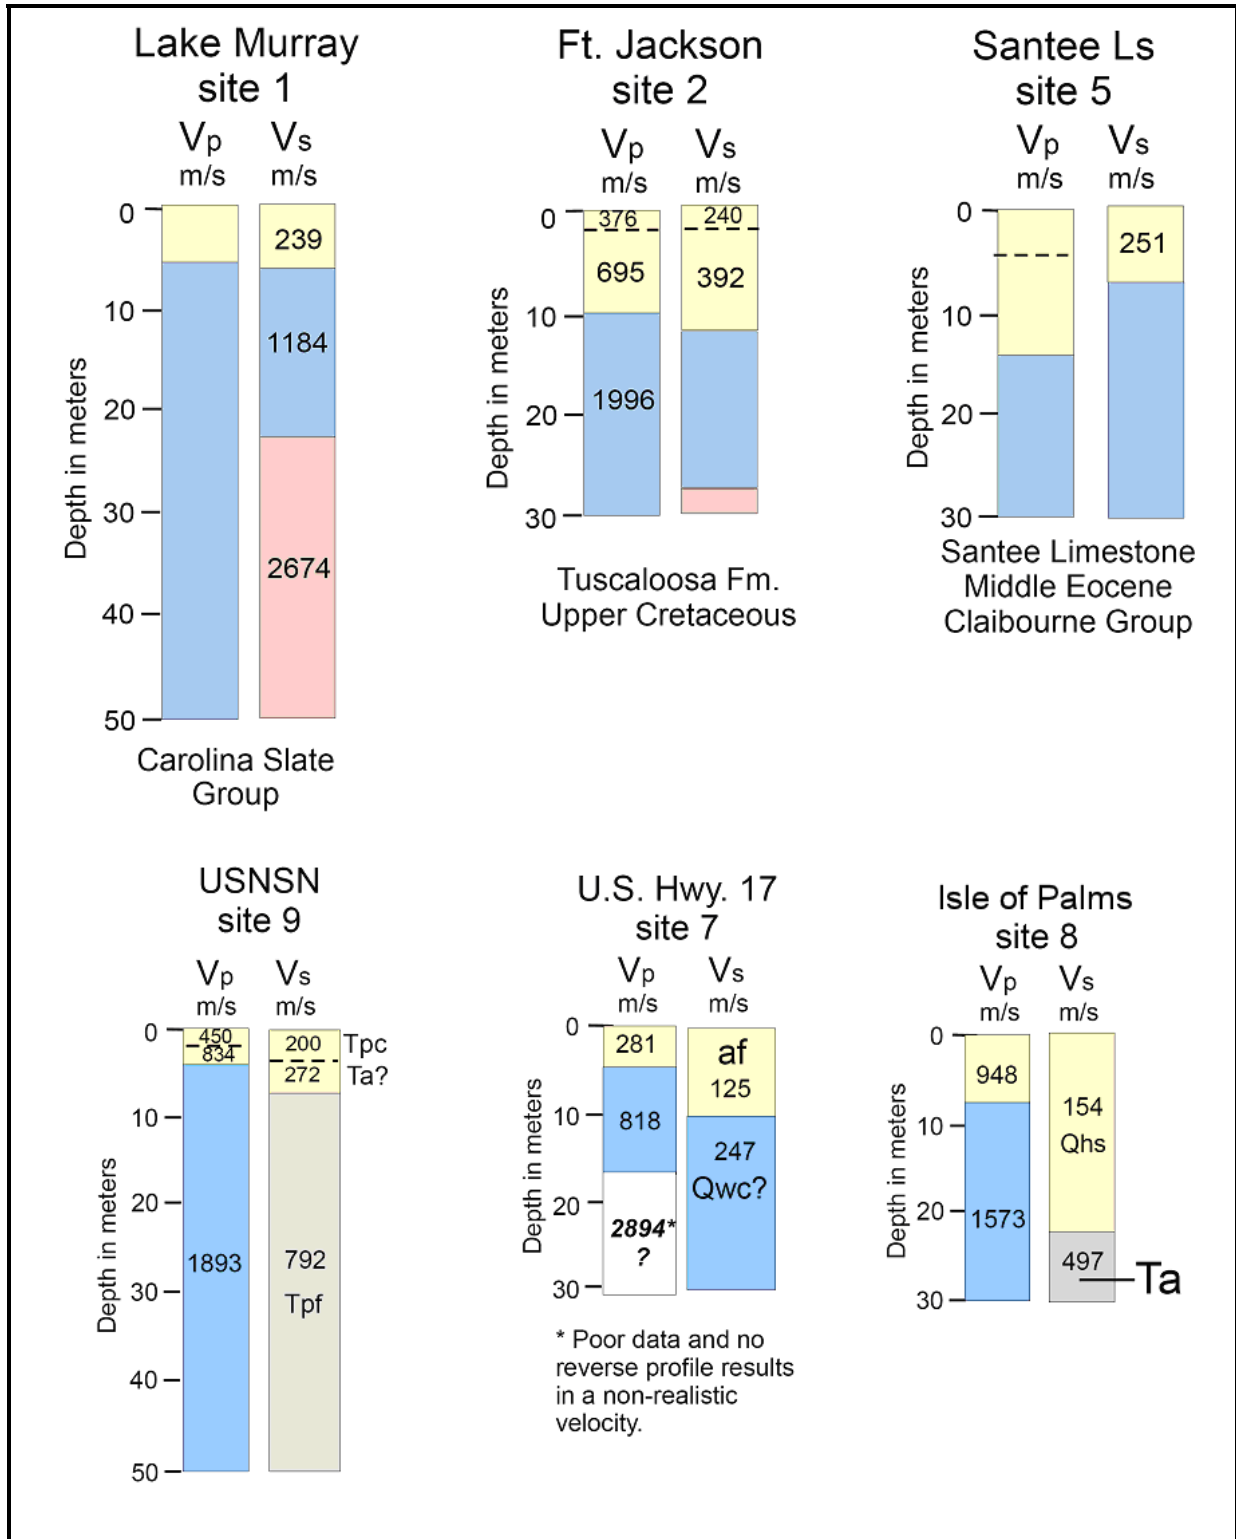 Lake Murray
site 1
Vp Vs
m/s m/s
0
10
20
30
40
50
Depth in meters
239
1184
2674
Carolina Slate
Group
Ft. Jackson
site 2
Vp Vs
m/s m/s
0
10
20
30
Depth in meters
376
695
1996
240
392
Tuscaloosa Fm.
Upper Cretaceous
Santee Ls
site 5
Vp Vs
m/s m/s
0
10
20
30
Depth in meters
251
Santee Limestone
Middle Eocene
Claibourne Group
USNSN
site 9
Vp Vs
m/s m/s
0
10
20
30
40
50
Depth in meters
450
834
1893
200 Tpc
272 Ta?
792
Tpf
U.S. Hwy. 17
site 7
Vp Vs
m/s m/s
0
10
20
30
Depth in meters
281
818
2894*
?
af
125
247
Qwc?
* Poor data and no
reverse profile results
in a non-realistic
velocity.
Isle of Palms
site 8
Vp Vs
m/s m/s
0
10
20
30
Depth in meters
948
1573
154
Qhs
497 Ta